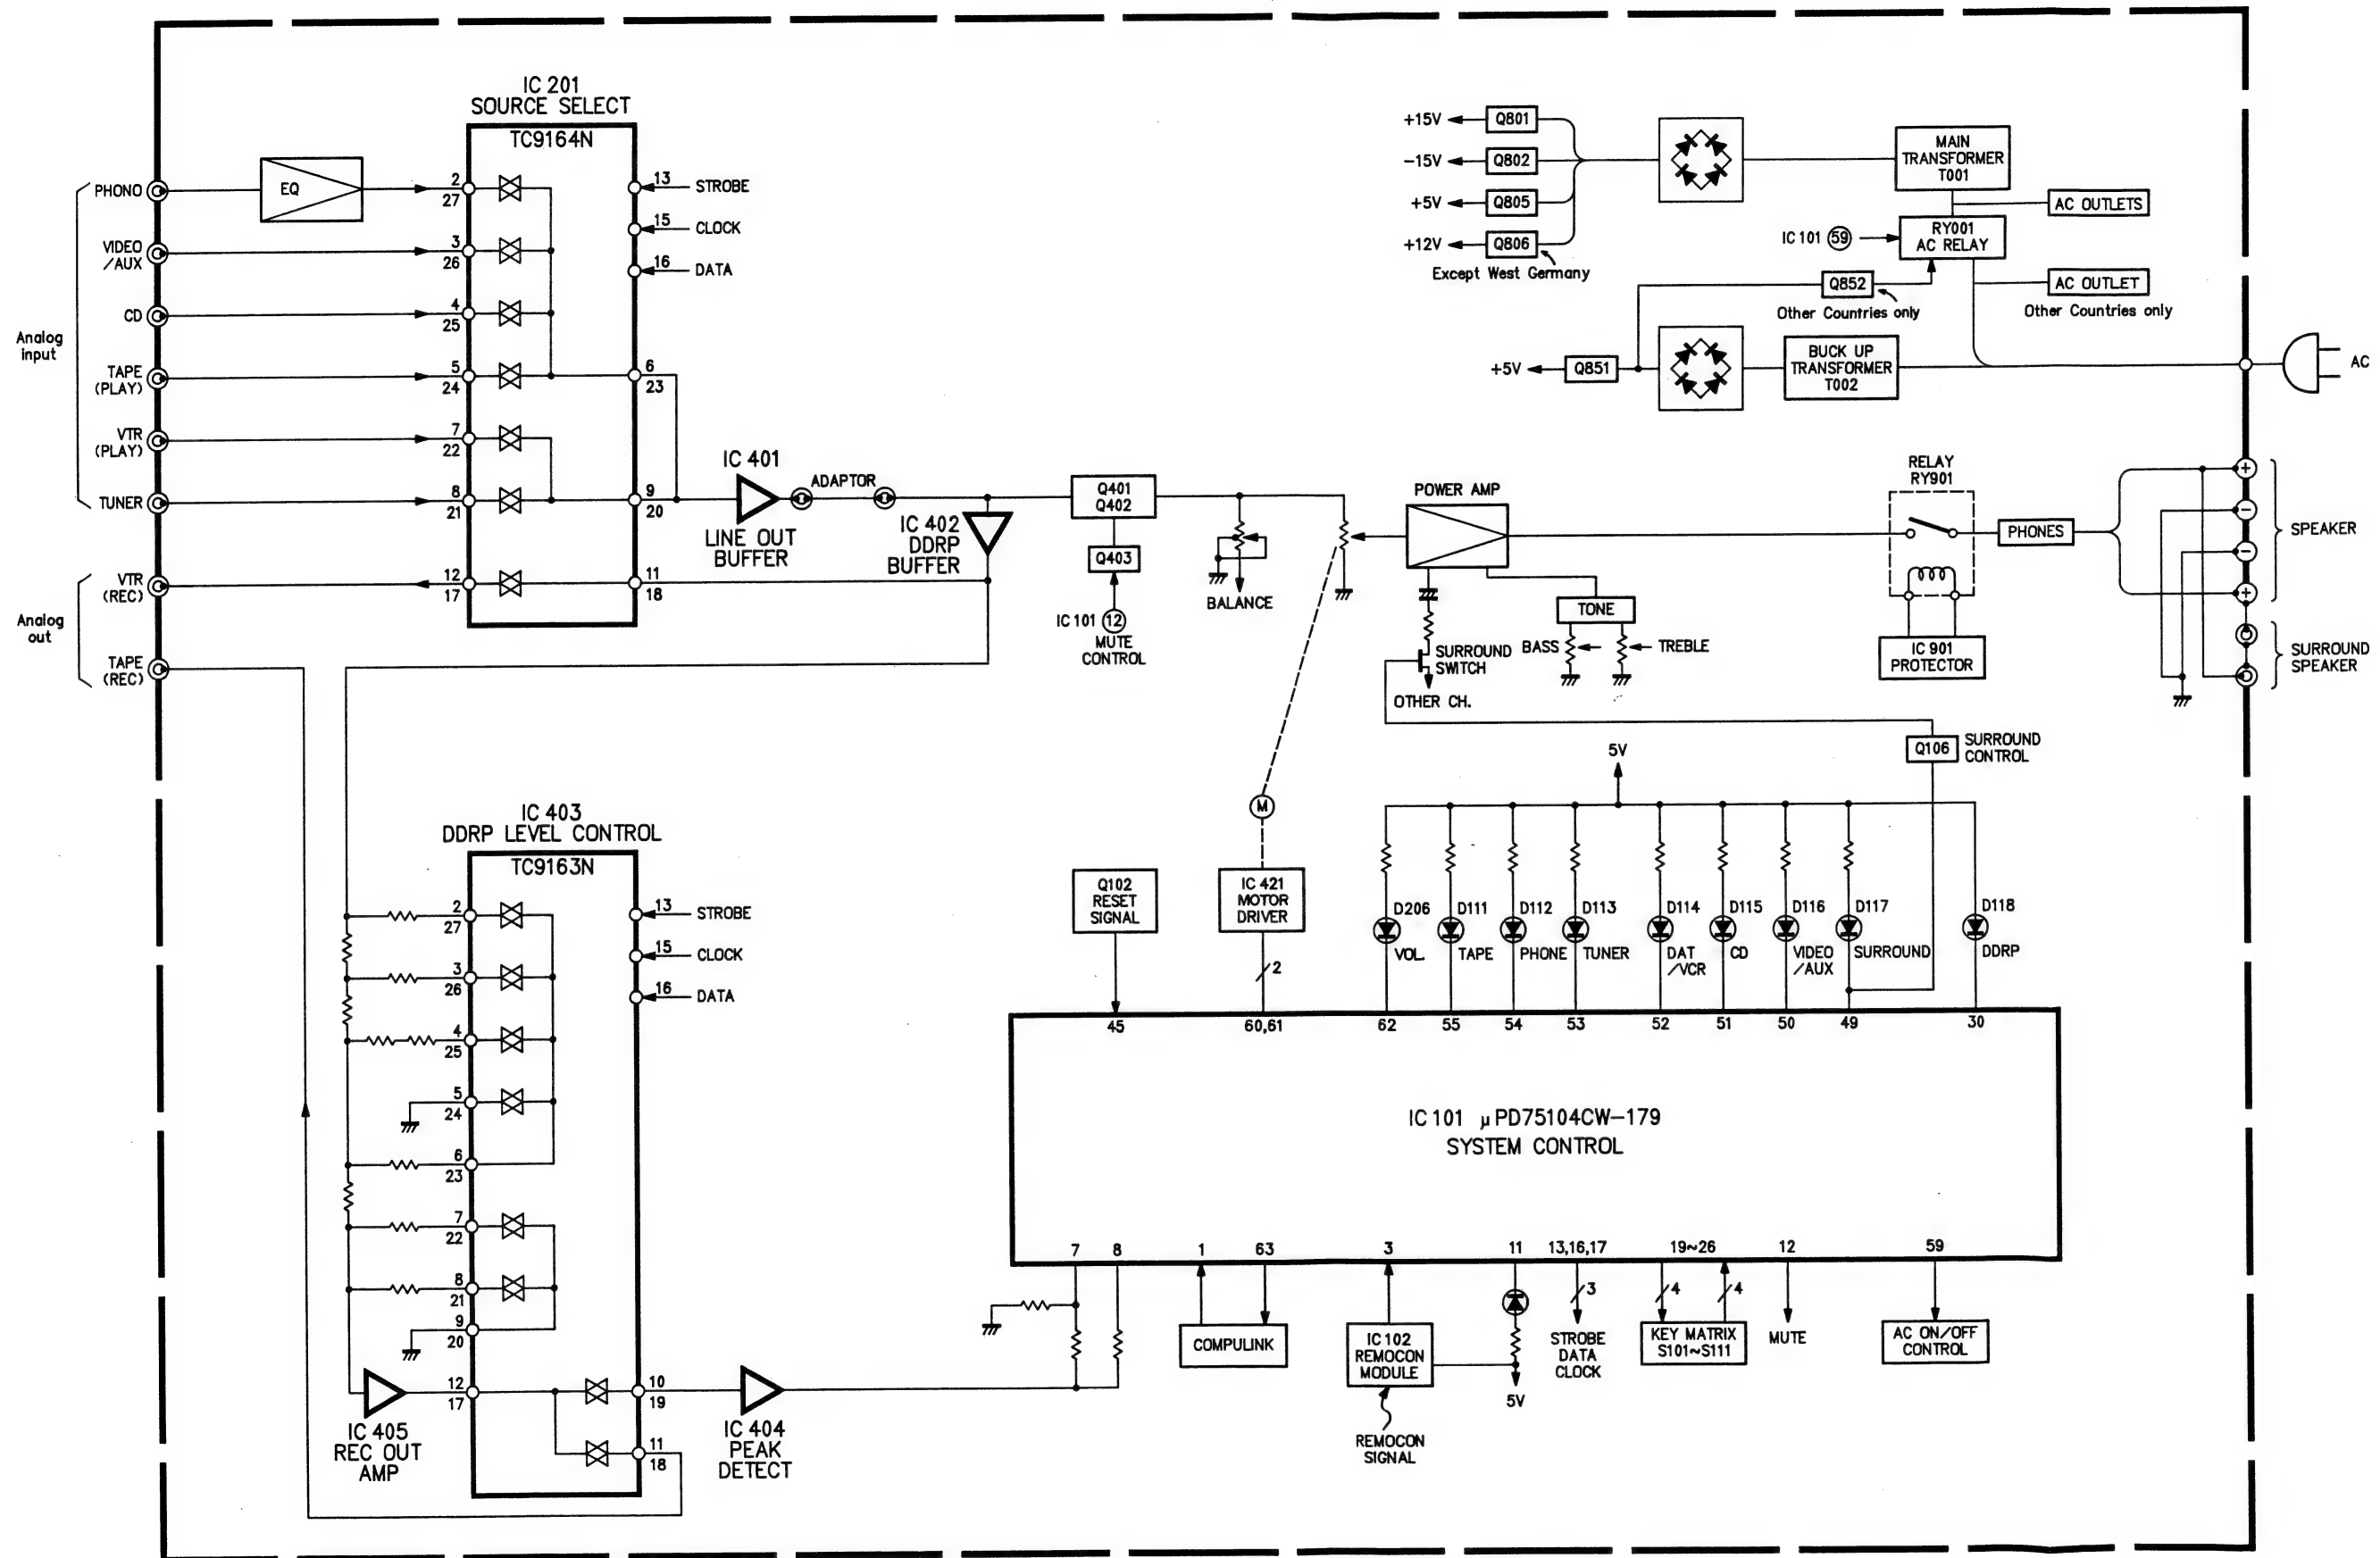 IC 201
SOURCE SELECT
TC9164N
PHONO
EQ
2
27
13
STROBE
VIDEO
/AUX
3
26
15
CLOCK
16
DATA
CD
4
25
Analog
input
TAPE
(PLAY)
5
24
6
23
VTR
(PLAY)
7
22
TUNER
8
21
9
20
IC 401
LINE OUT
BUFFER
ADAPTOR
IC 402
DDRP
BUFFER
VTR
(REC)
12
17
11
18
Analog
out
TAPE
(REC)
Q401
Q402
Q403
IC 101 12
MUTE
CONTROL
BALANCE
+15V
Q801
-15V
Q802
+5V
Q805
+12V
Q806
Except West Germany
MAIN
TRANSFORMER
T001
AC OUTLETS
IC 101 59
RY001
AC RELAY
Q852
Other Countries only
AC OUTLET
Other Countries only
+5V
Q851
BUCK UP
TRANSFORMER
T002
AC
POWER AMP
RELAY
RY901
PHONES
SPEAKER
SURROUND
SPEAKER
TONE
BASS
TREBLE
SURROUND
SWITCH
OTHER CH.
IC 901
PROTECTOR
Q106
SURROUND
CONTROL
5V
M
IC 403
DDRP LEVEL CONTROL
TC9163N
2
27
13
STROBE
3
26
15
CLOCK
4
25
16
DATA
5
24
6
23
7
22
8
21
9
20
12
17
10
19
11
18
IC 405
REC OUT
AMP
IC 404
PEAK
DETECT
Q102
RESET
SIGNAL
IC 421
MOTOR
DRIVER
2
D206
VOL.
D111
TAPE
D112
PHONE
D113
TUNER
D114
DAT
/VCR
D115
CD
D116
VIDEO
/AUX
D117
SURROUND
D118
DDRP
45
60,61
62
55
54
53
52
51
50
49
30
IC 101 μPD75104CW-179
SYSTEM CONTROL
7
8
1
63
3
11
13,16,17
19~26
12
59
COMPULINK
IC 102
REMOCON
MODULE
REMOCON
SIGNAL
5V
3
STROBE
DATA
CLOCK
4
4
KEY MATRIX
S101~S111
MUTE
AC ON/OFF
CONTROL